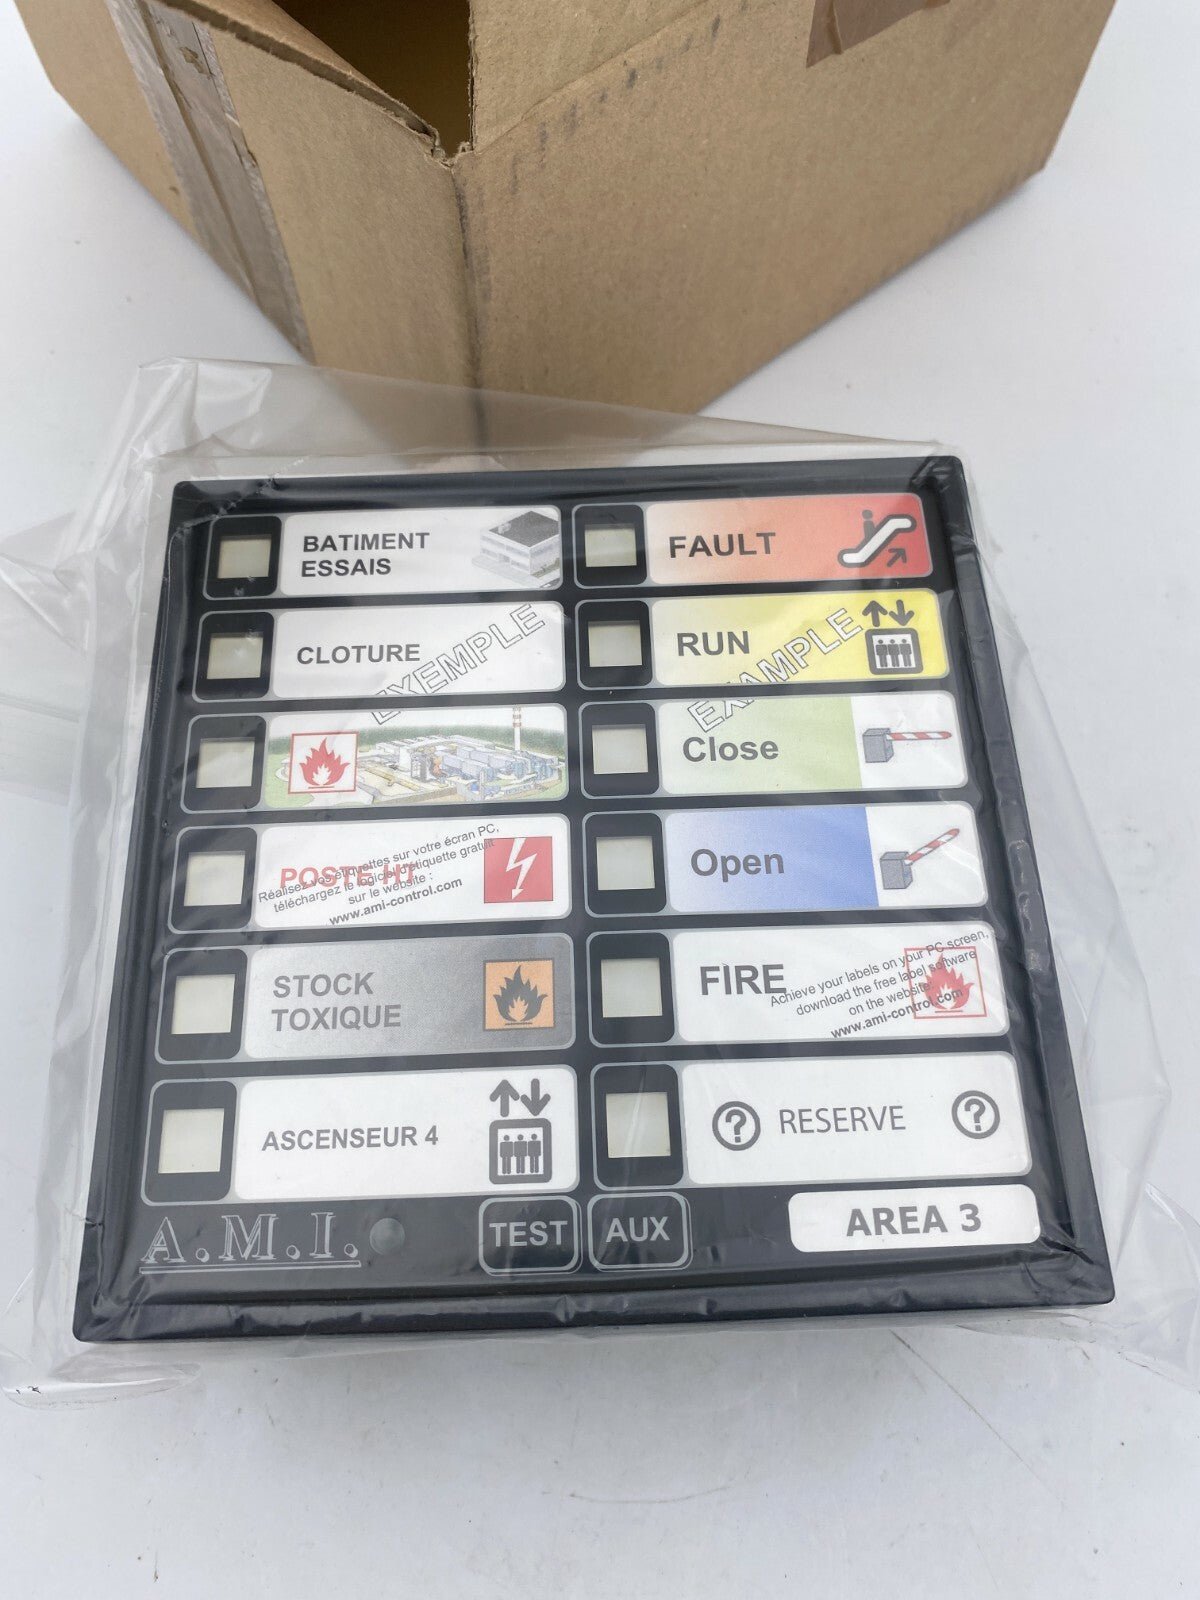 BATIMENT
ESSAIS
FAULT
CLOTURE
EXEMPLE
RUN
EXAMPLE
Close
POSTE HT
Réalisez vos étiquettes sur votre écran PC,
téléchargez le logiciel d'étiquette gratuit
sur le website :
www.ami-control.com
Open
STOCK
TOXIQUE
FIRE
Achieve your labels on your PC screen,
download the free label software
on the website:
www.ami-control.com
ASCENSEUR 4
? RESERVE ?
A.M.I.
TEST
AUX
AREA 3